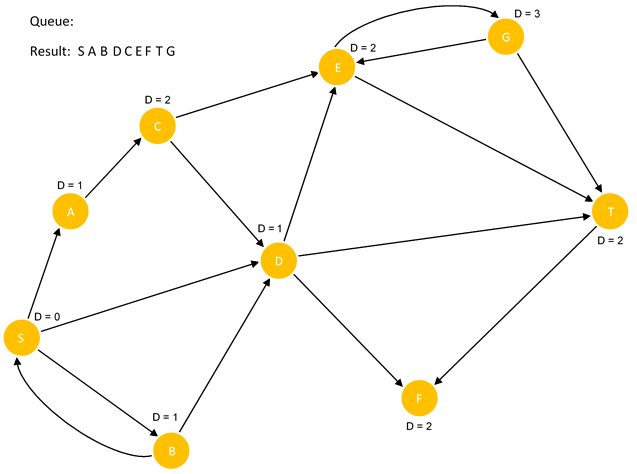 Queue:
D = 3
G
D = 2
Result: S A B D C E F T G
E
D = 2
C
D = 1
A
T
D = 1
D = 2
D
D = 0
S
F
D = 1
D = 2
B